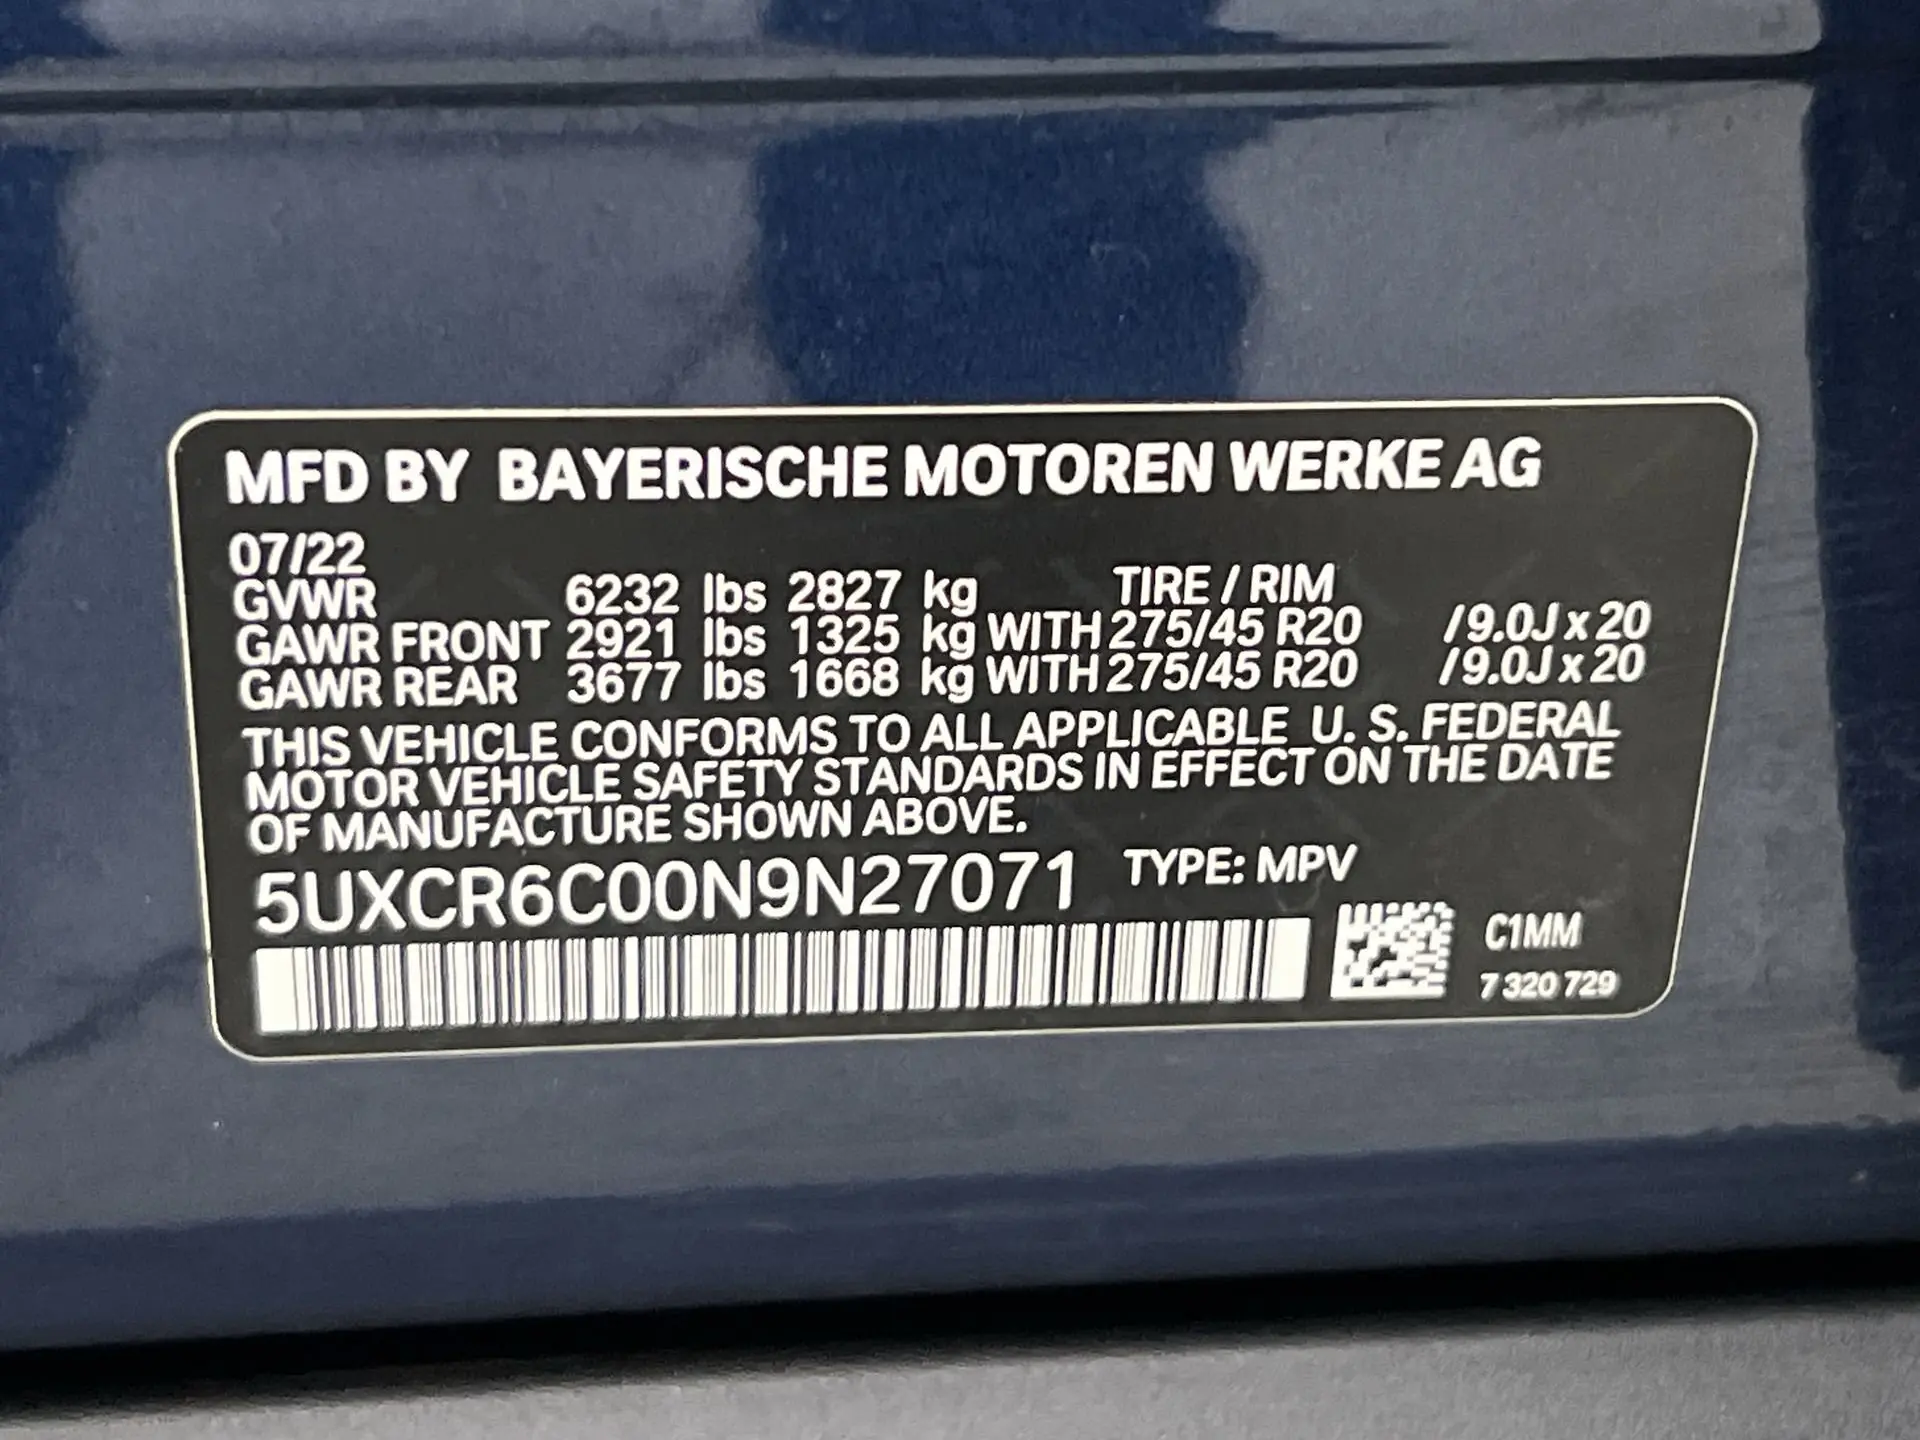 MFD BY BAYERISCHE MOTOREN WERKE AG
07/22
GVWR 6232 lbs 2827 kg TIRE / RIM
GAWR FRONT 2921 lbs 1325 kg WITH 275/45 R20 /9.0J x 20
GAWR REAR 3677 lbs 1668 kg WITH 275/45 R20 /9.0J x 20
THIS VEHICLE CONFORMS TO ALL APPLICABLE U. S. FEDERAL
MOTOR VEHICLE SAFETY STANDARDS IN EFFECT ON THE DATE
OF MANUFACTURE SHOWN ABOVE.
5UXCR6C00N9N27071 TYPE: MPV
C1MM
7 320 729